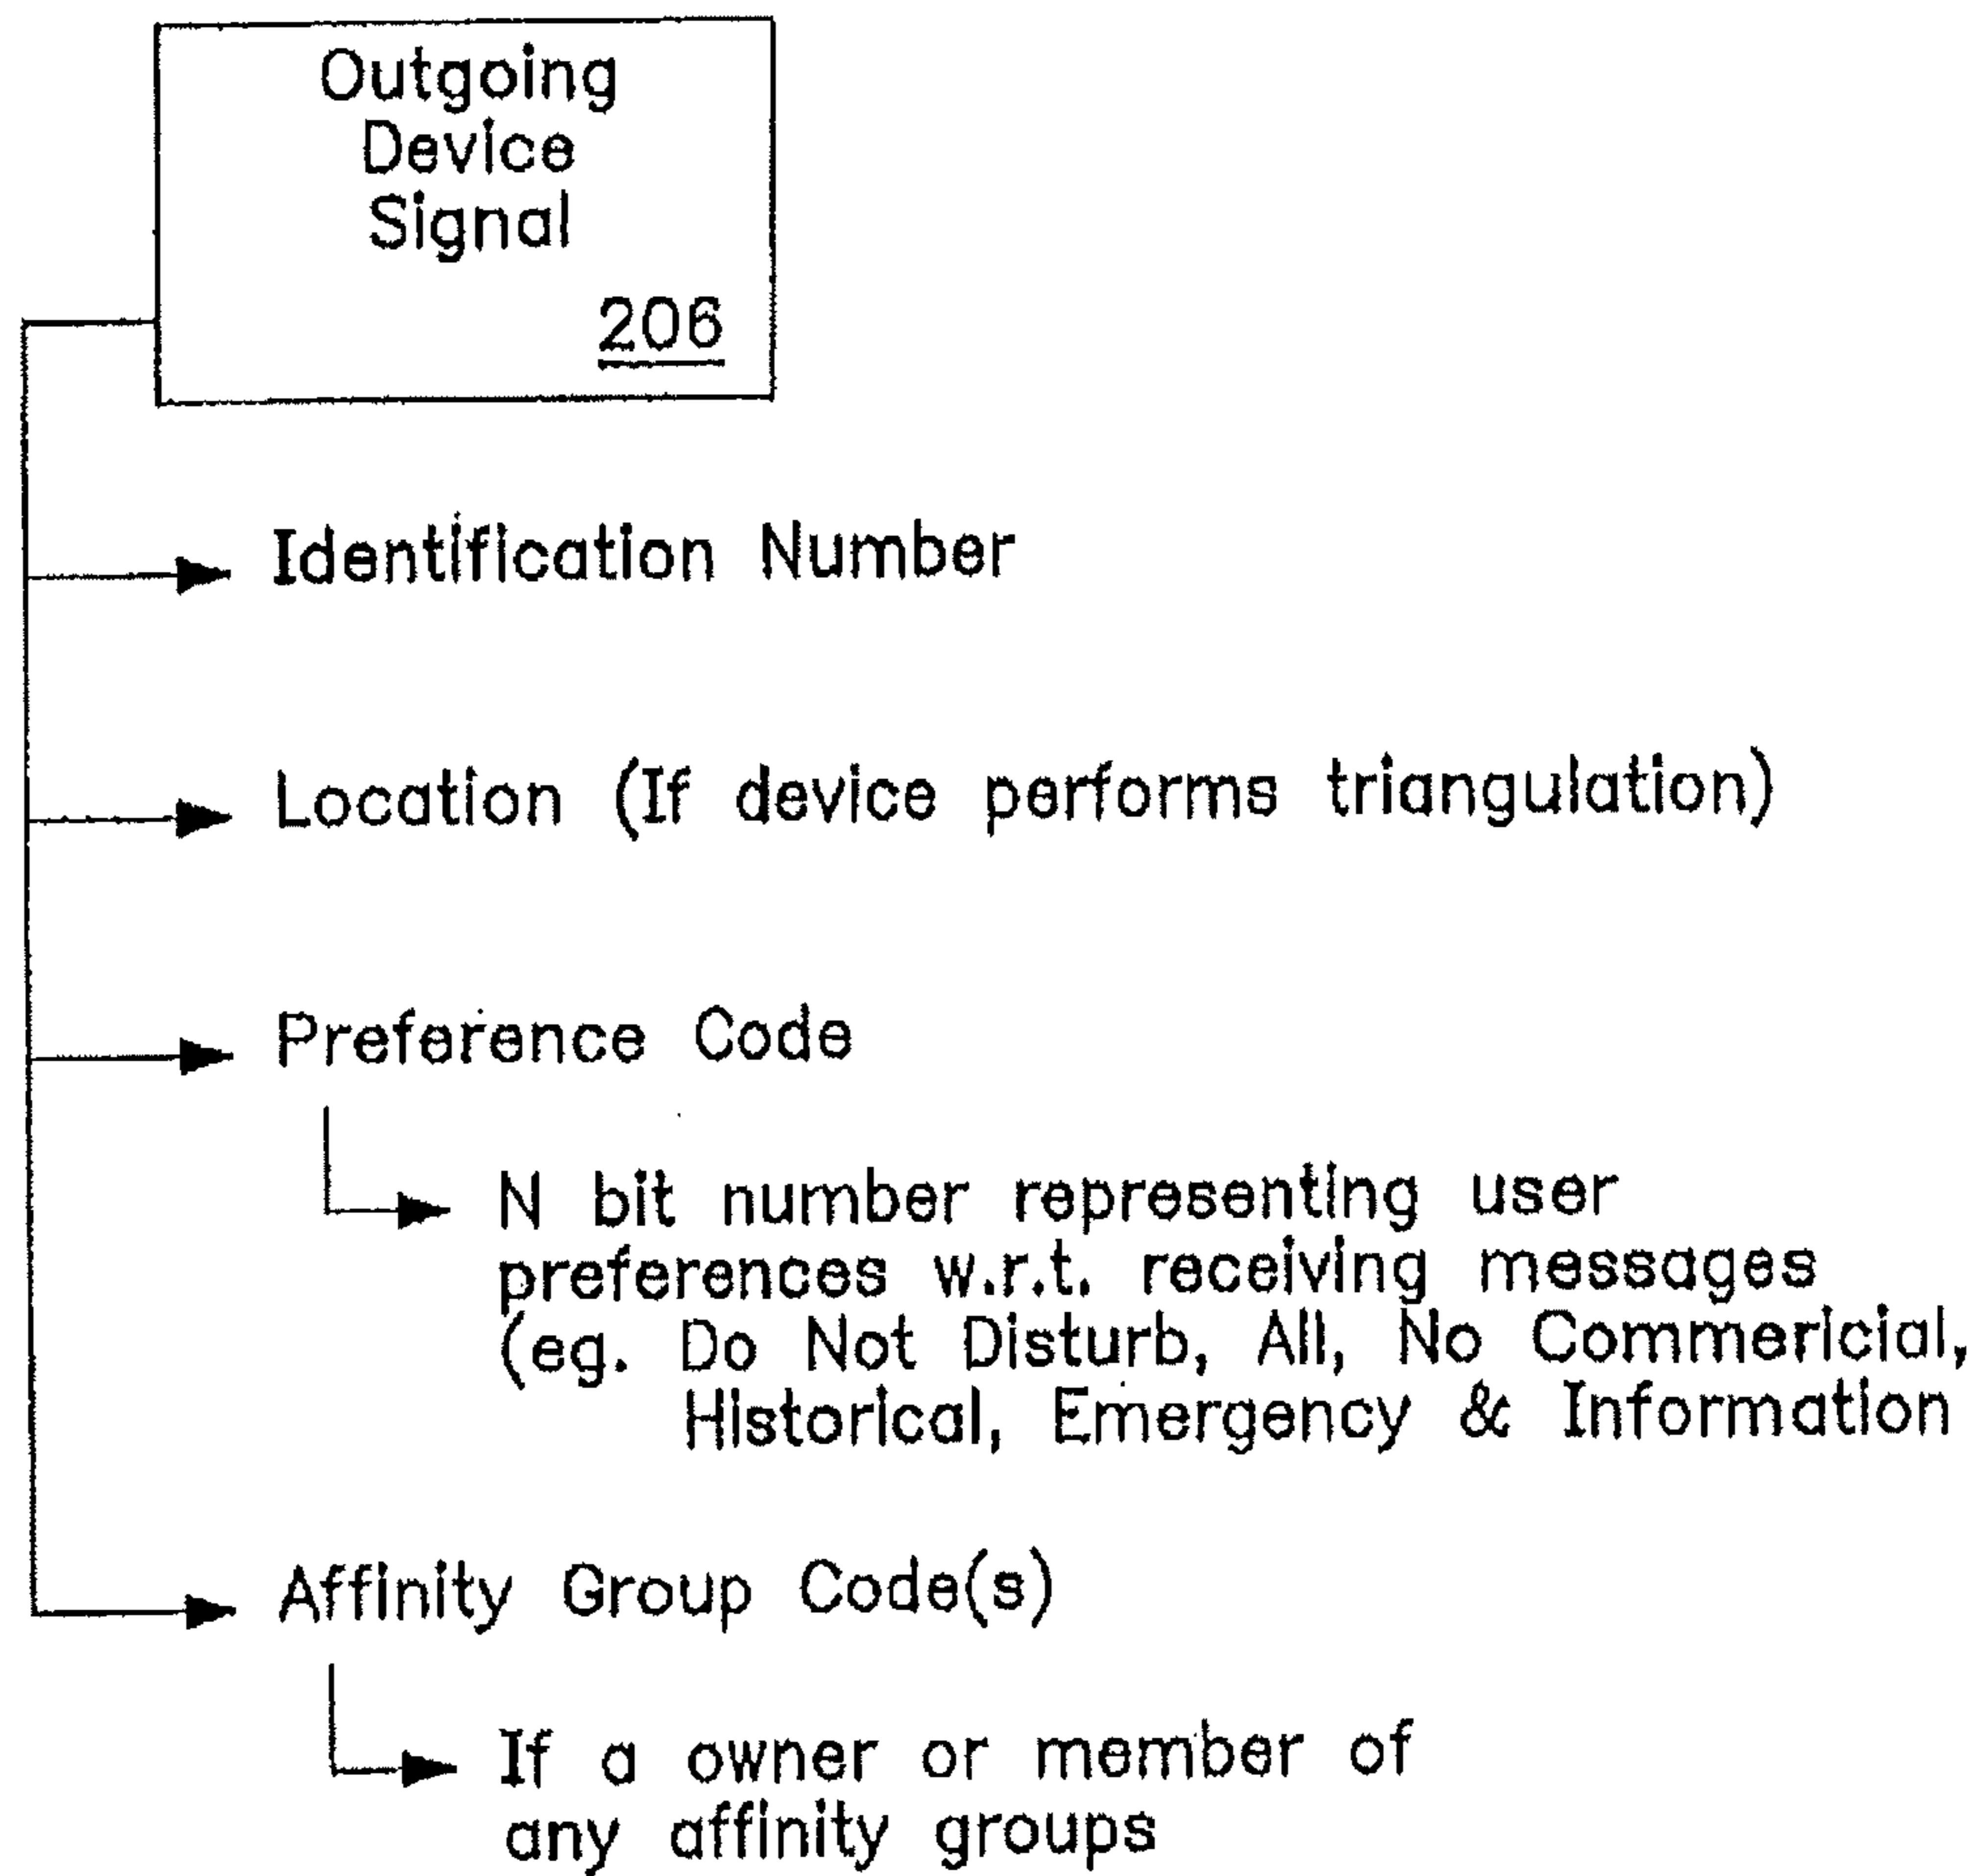 Outgoing
Device
Signal
206
Identification Number
Location (If device performs triangulation)
Preference Code
N bit number representing user
preferences w.r.t. receiving messages
(eg. Do Not Disturb, All, No Commericial,
Historical, Emergency & Information
Affinity Group Code(s)
If a owner or member of
any affinity groups